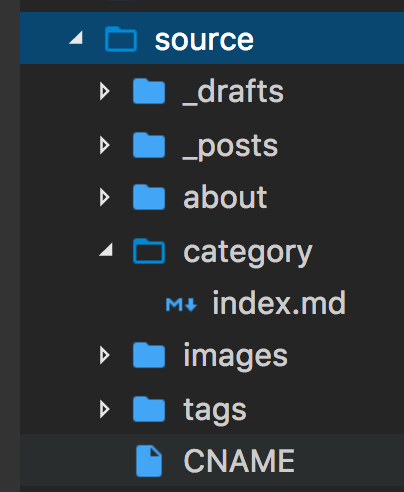 source
_drafts
_posts
about
category
index.md
images
tags
CNAME